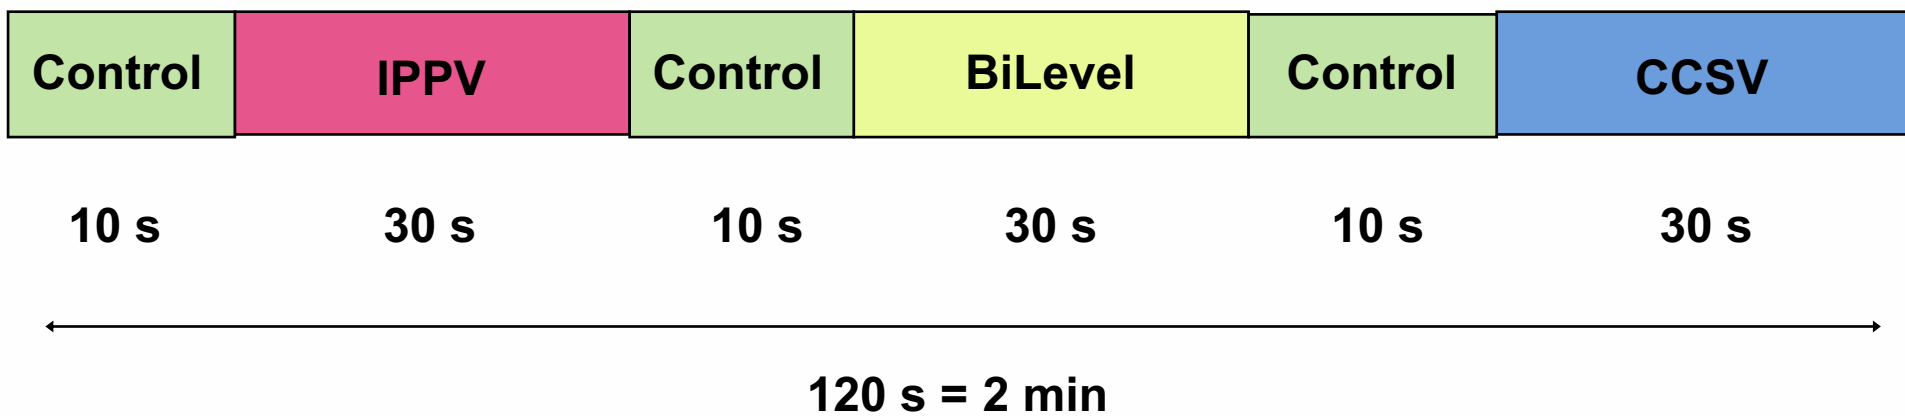 Control IPPV Control BiLevel Control CCSV
10 s 30 s 10 s 30 s 10 s 30 s
120 s = 2 min